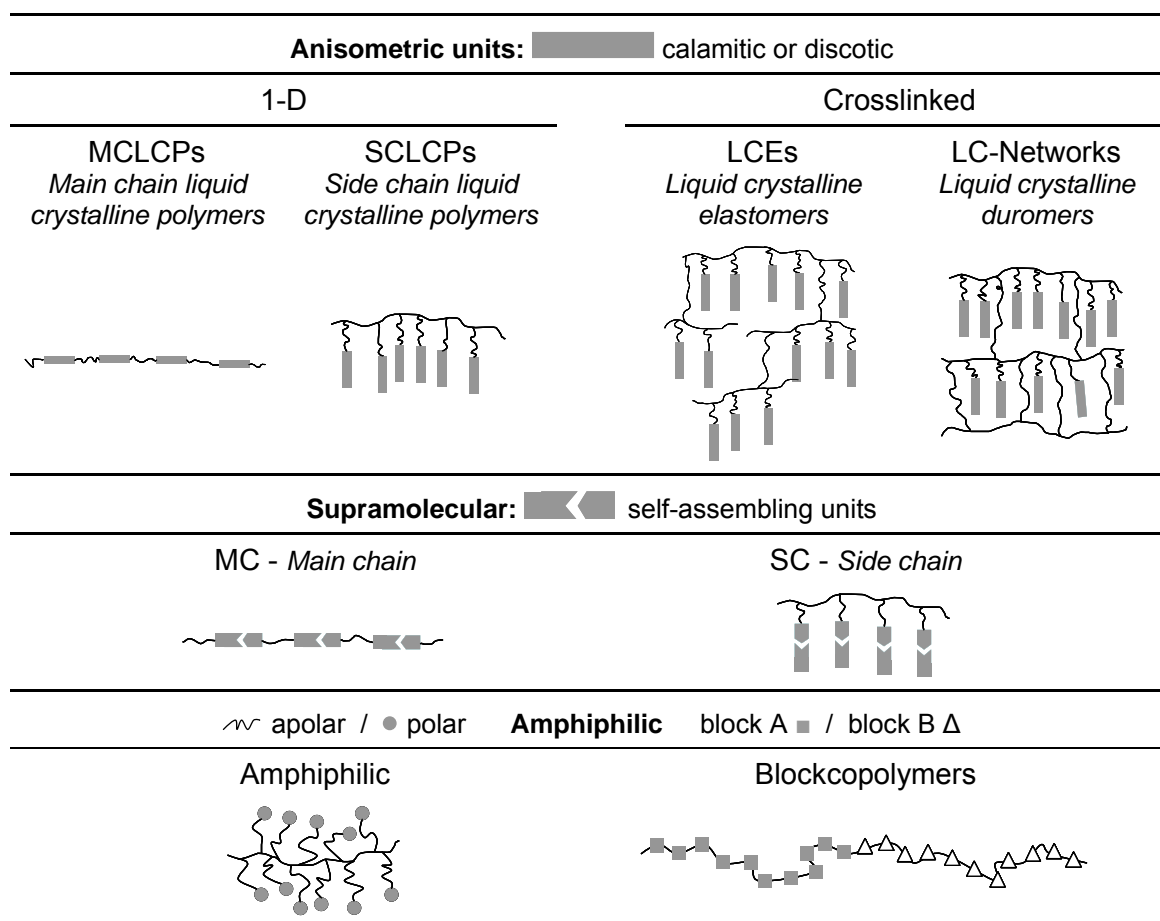 Anisometric units: calamitic or discotic
1-D
Crosslinked
MCLCPs
Main chain liquid
crystalline polymers
SCLCPs
Side chain liquid
crystalline polymers
LCEs
Liquid crystalline
elastomers
LC-Networks
Liquid crystalline
duromers
Supramolecular: self-assembling units
MC - Main chain
SC - Side chain
apolar / polar Amphiphilic block A / block B Δ
Amphiphilic
Blockcopolymers